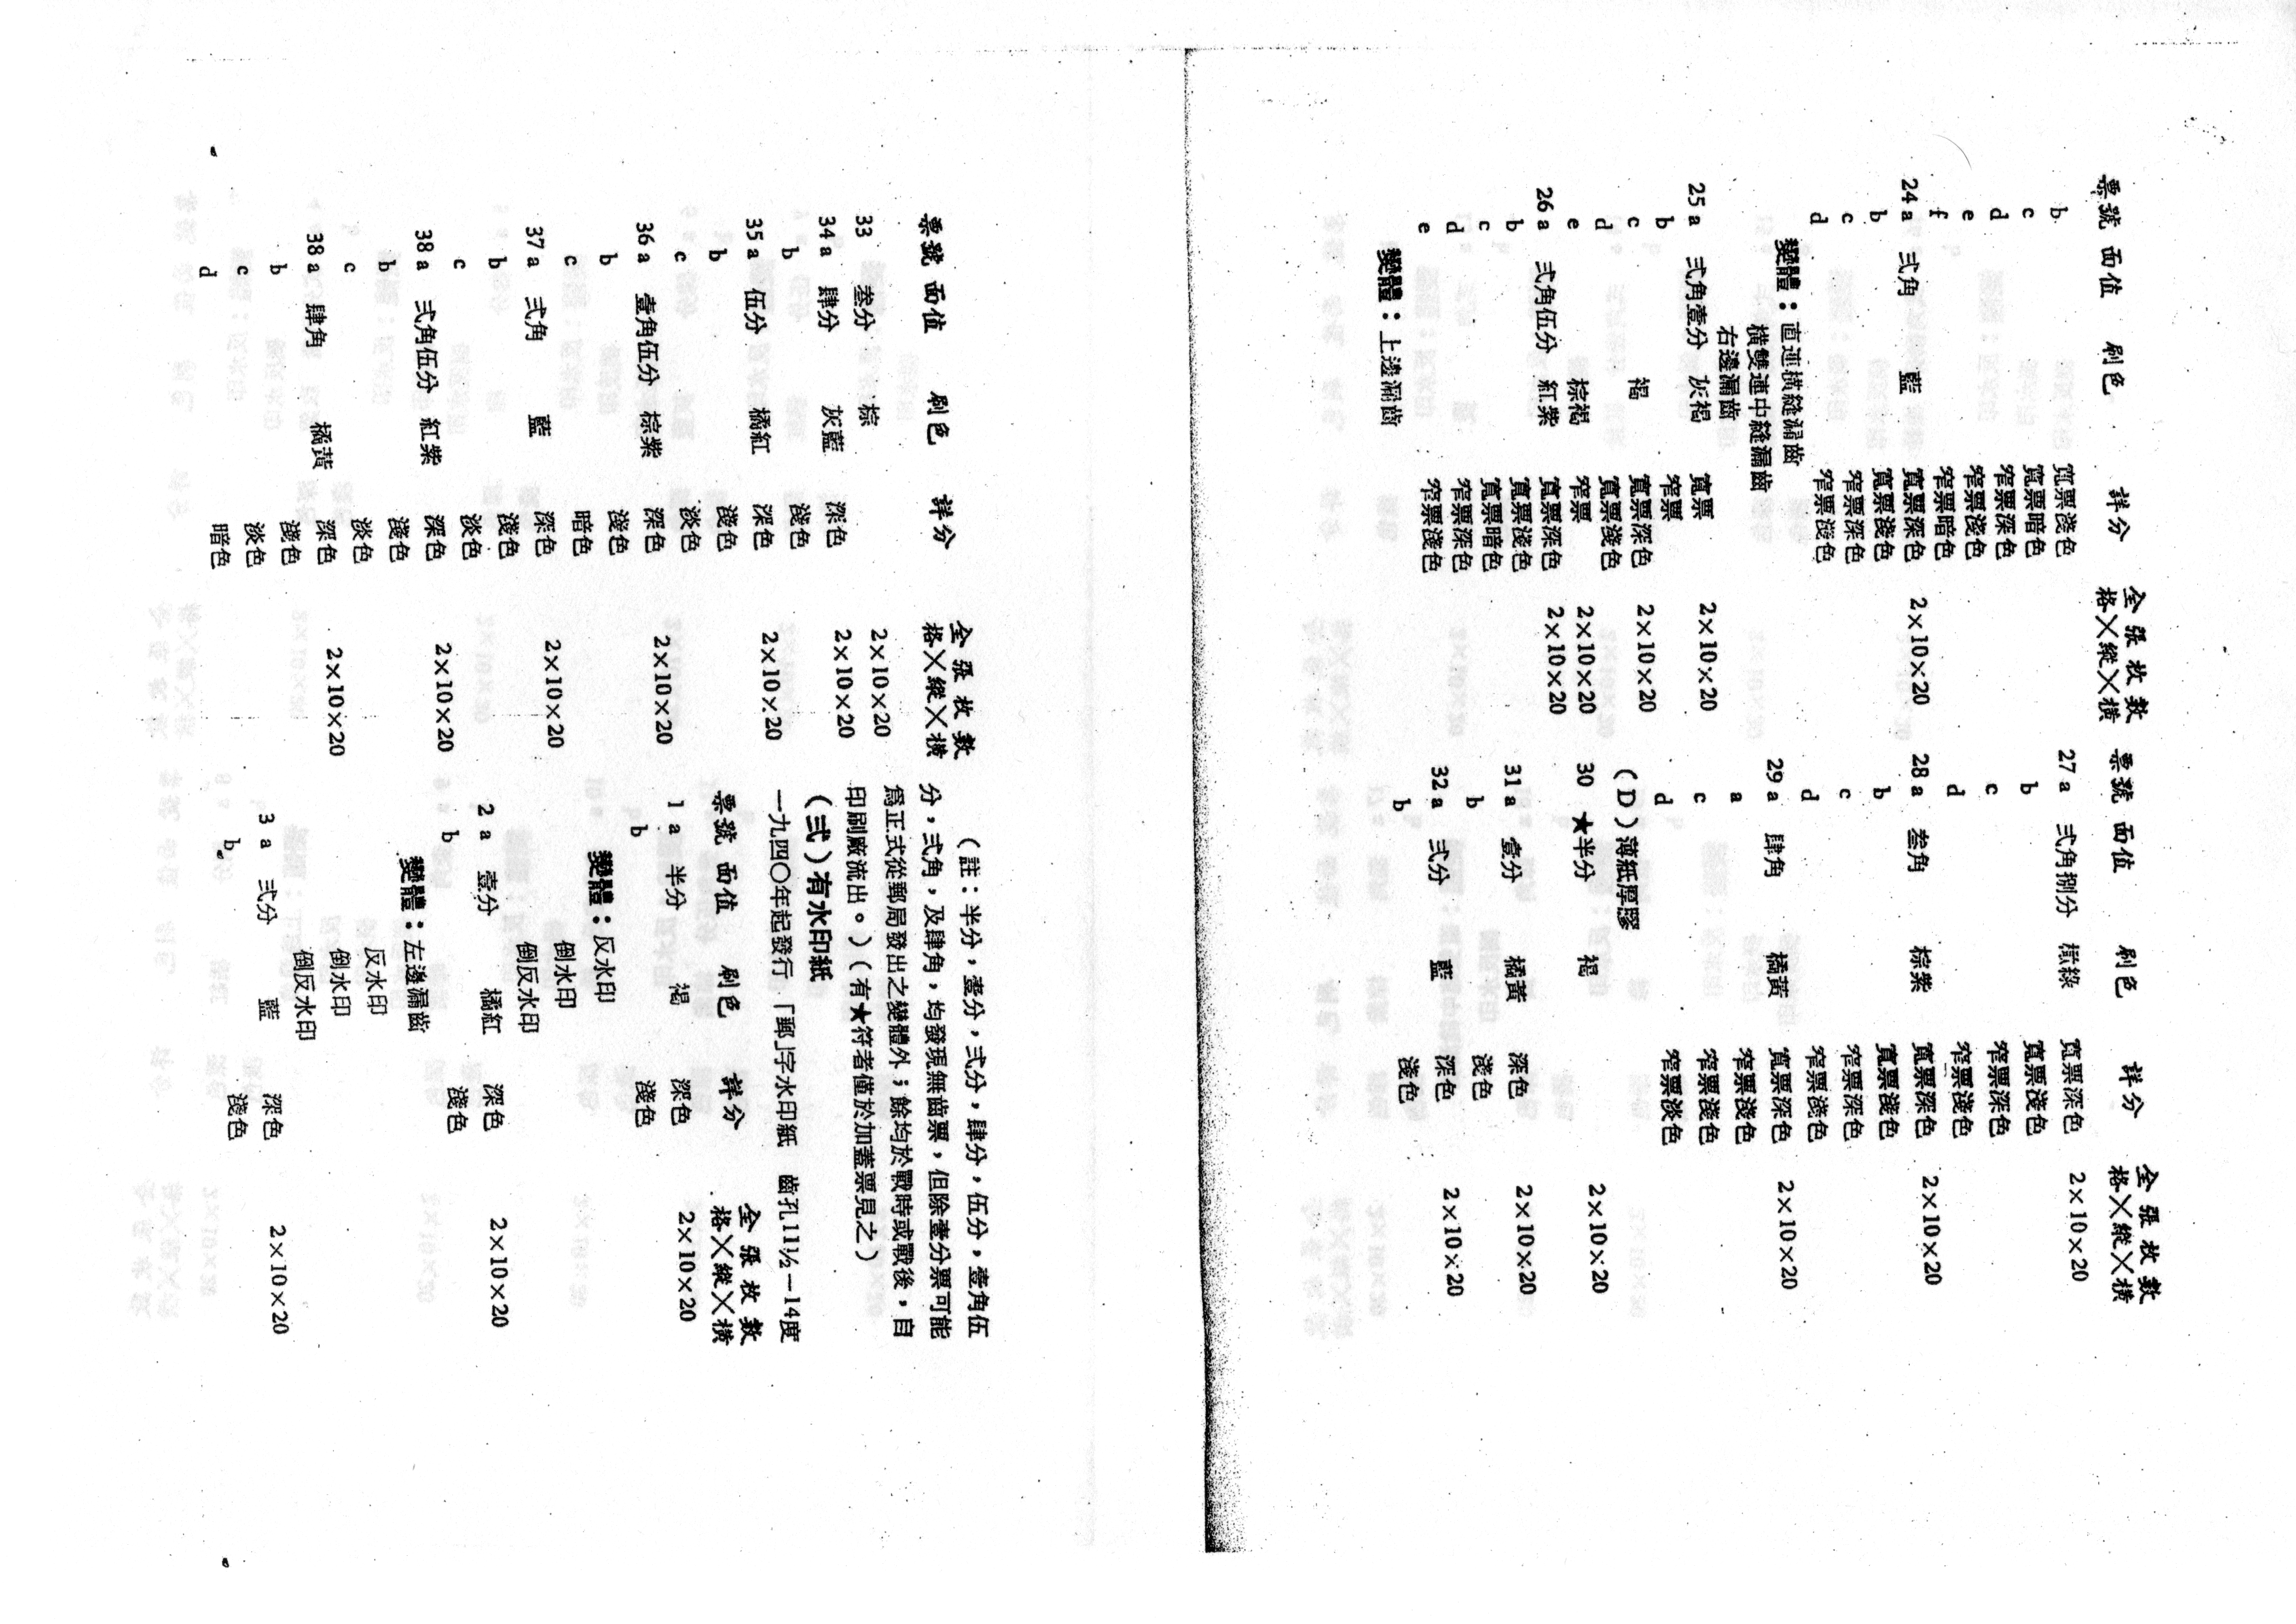 票號 面位 刷色 詳分 全張枚數
格╳縱╳橫
b 寬票淺色
c 寬票暗色
d 窄票深色
e 窄票淺色
f 窄票暗色
24 a 弍角 藍 寬票深色 2×10×20
b 寬票淺色
c 窄票深色
d 窄票淺色
變體：直連橫縫漏齒
橫雙連中縫漏齒
右邊漏齒
25 a 弍角壹分 灰褐 寬票 2×10×20
b 窄票
c 褐 寬票深色 2×10×20
d 寬票淺色
e 棕褐 窄票 2×10×20
26 a 弍角伍分 紅紫 寬票深色 2×10×20
b 寬票淺色
c 寬票暗色
d 窄票深色
e 窄票淺色
變體：上邊漏齒
票號 面位 刷色 詳分 全張枚數
格╳縱╳橫
27 a 弍角捌分 橄綠 寬票深色 2×10×20
b 寬票淺色
c 窄票深色
d 窄票淺色
28 a 叁角 棕紫 寬票深色 2×10×20
b 寬票淺色
c 窄票深色
d 窄票淺色
29 a 肆角 橘黃 寬票深色 2×10×20
a 窄票淺色
c 窄票淺色
d 窄票淡色
（D）薄紙厚膠
30 ★半分 褐 2×10×20
31 a 壹分 橘黃 深色 2×10×20
b 淺色
32 a 弍分 藍 深色 2×10×20
b 淺色
票號 面位 刷色 詳分 全張枚數
格╳縱╳橫
33 叁分 棕 2×10×20
34 a 肆分 灰藍 深色 2×10×20
b 淺色
35 a 伍分 橘紅 深色 2×10×20
b 淺色
c 淡色
36 a 壹角伍分 棕紫 深色 2×10×20
b 淺色
c 暗色
37 a 弍角 藍 深色 2×10×20
b 淺色
c 淡色
38 a 弍角伍分 紅紫 深色 2×10×20
b 淺色
c 淡色
38 a 肆角 橘黃 深色 2×10×20
b 淺色
c 淡色
d 暗色
（註：半分，壹分，弍分，肆分，伍分，壹角伍
分，弍角，及肆角，均發現無齒票，但除壹分票可能
爲正式從郵局發出之變體外；餘均於戰時或戰後，自
印刷廠流出。）（有★符者僅於加蓋票見之）
（弍）有水印紙
一九四〇年起發行 「郵」字水印紙 齒孔11½—14度
票號 面位 刷色 詳分 全張枚數
格╳縱╳橫
1 a 半分 褐 深色 2×10×20
b 淺色
變體：反水印
倒水印
倒反水印
2 a 壹分 橘紅 深色 2×10×20
b 淺色
變體：左邊漏齒
反水印
倒水印
倒反水印
3 a 弍分 藍 深色 2×10×20
b 淺色